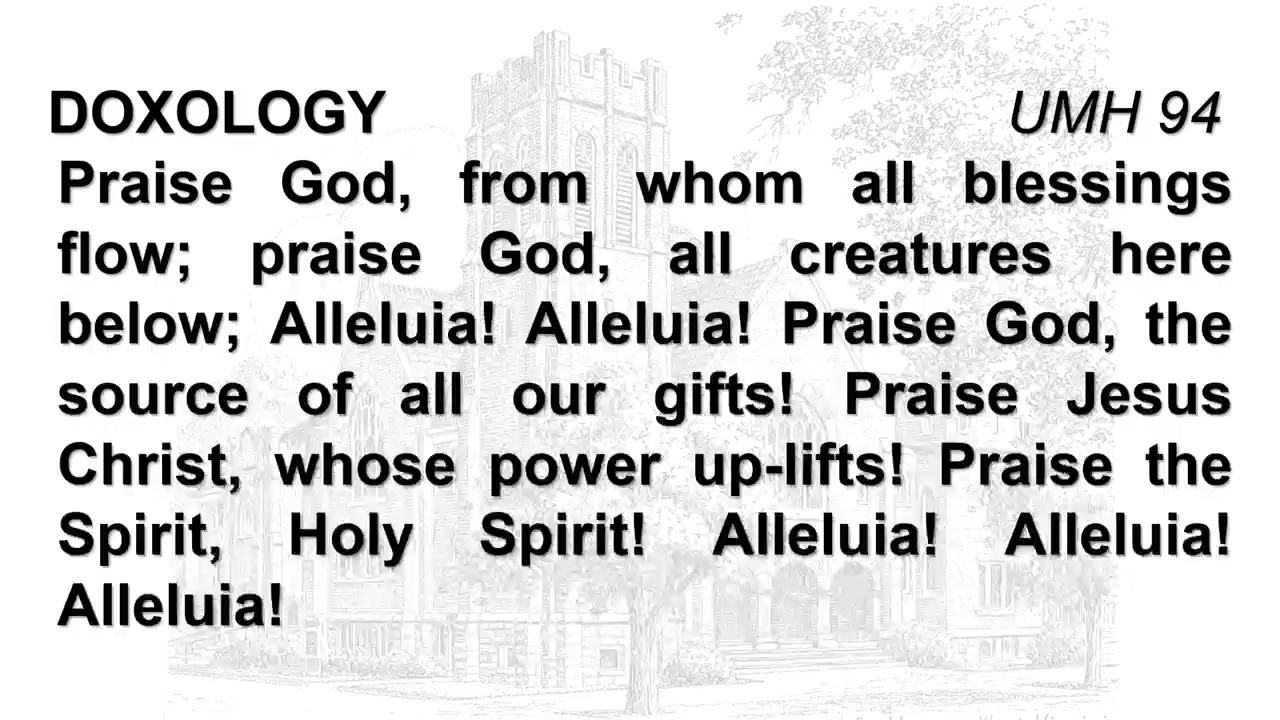 DOXOLOGY UMH 94
Praise God, from whom all blessings
flow; praise God, all creatures here
below; Alleluia! Alleluia! Praise God, the
source of all our gifts! Praise Jesus
Christ, whose power up-lifts! Praise the
Spirit, Holy Spirit! Alleluia! Alleluia!
Alleluia!